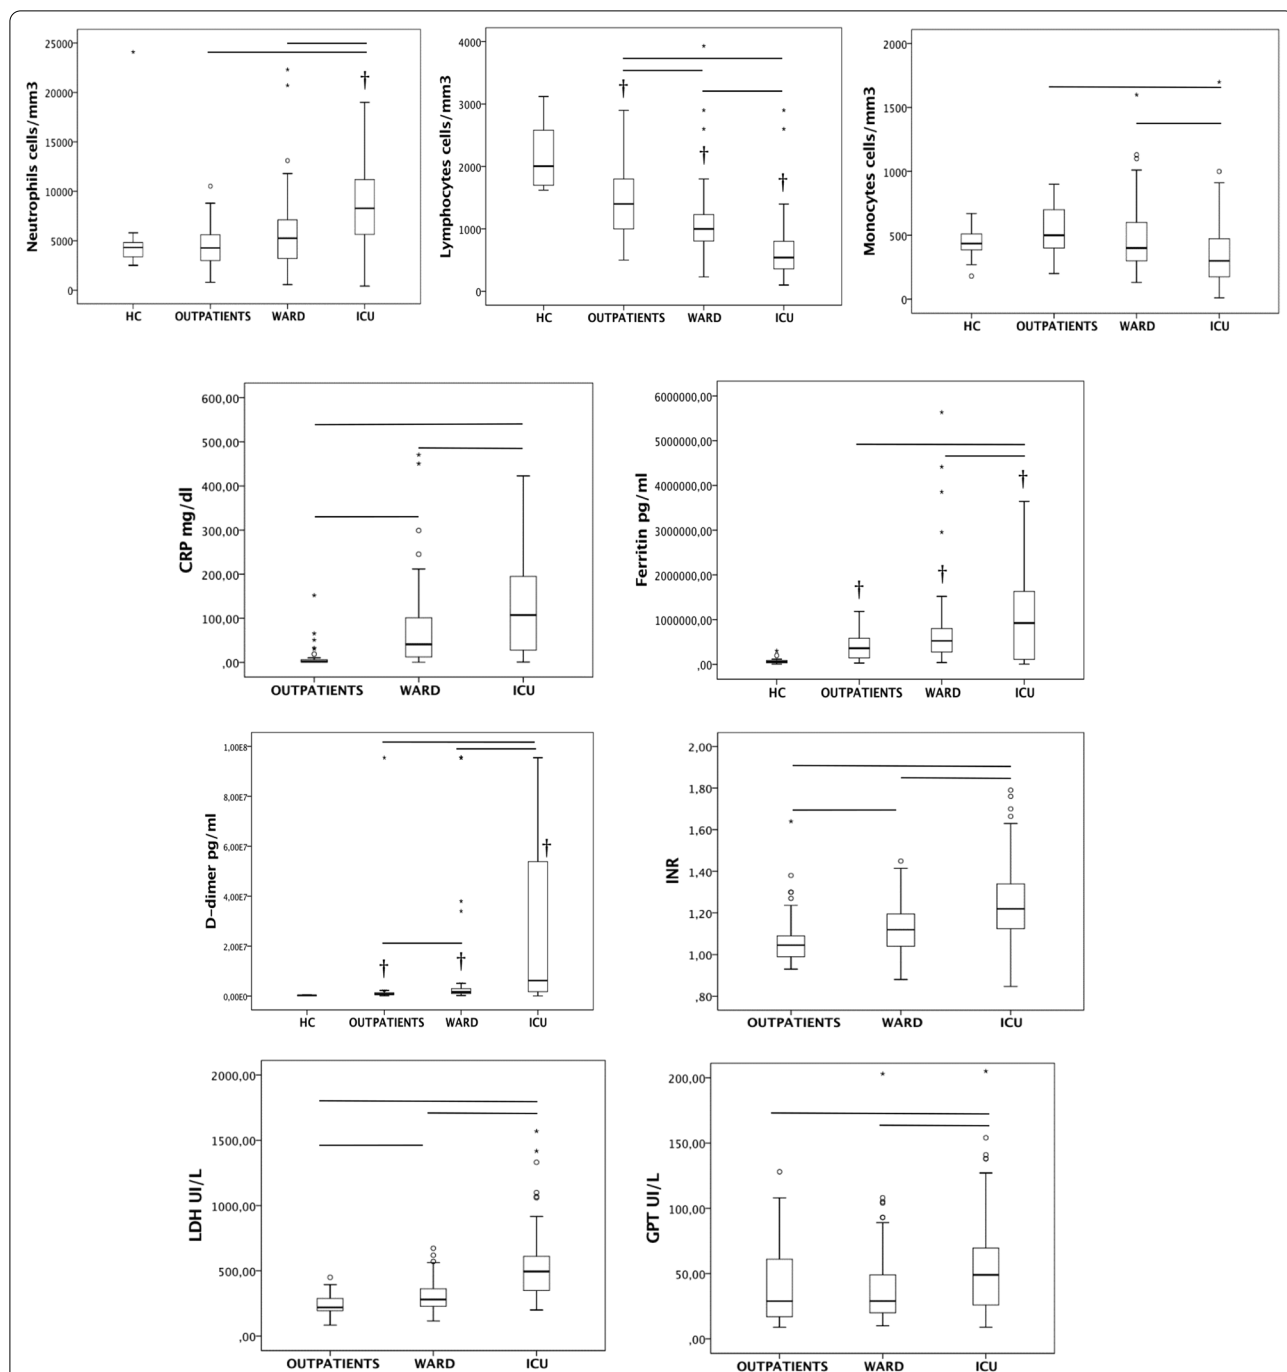 Neutrophils cells/mm3
25000
20000
15000
10000
5000
0
†
HC OUTPATIENTS WARD ICU
Lymphocytes cells/mm3
4000
3000
2000
1000
0
†
†
†
HC OUTPATIENTS WARD ICU
Monocytes cells/mm3
2000
1500
1000
500
0
HC OUTPATIENTS WARD ICU
CRP mg/dl
600,00
500,00
400,00
300,00
200,00
100,00
,00
OUTPATIENTS WARD ICU
Ferritin pg/ml
6000000,00
5000000,00
4000000,00
3000000,00
2000000,00
1000000,00
,00
†
†
†
HC OUTPATIENTS WARD ICU
D-dimer pg/ml
1,00E8
8,00E7
6,00E7
4,00E7
2,00E7
0,00E0
†
†
†
HC OUTPATIENTS WARD ICU
INR
2,00
1,80
1,60
1,40
1,20
1,00
,80
OUTPATIENTS WARD ICU
LDH UI/L
2000,00
1500,00
1000,00
500,00
,00
OUTPATIENTS WARD ICU
GPT UI/L
200,00
150,00
100,00
50,00
,00
OUTPATIENTS WARD ICU